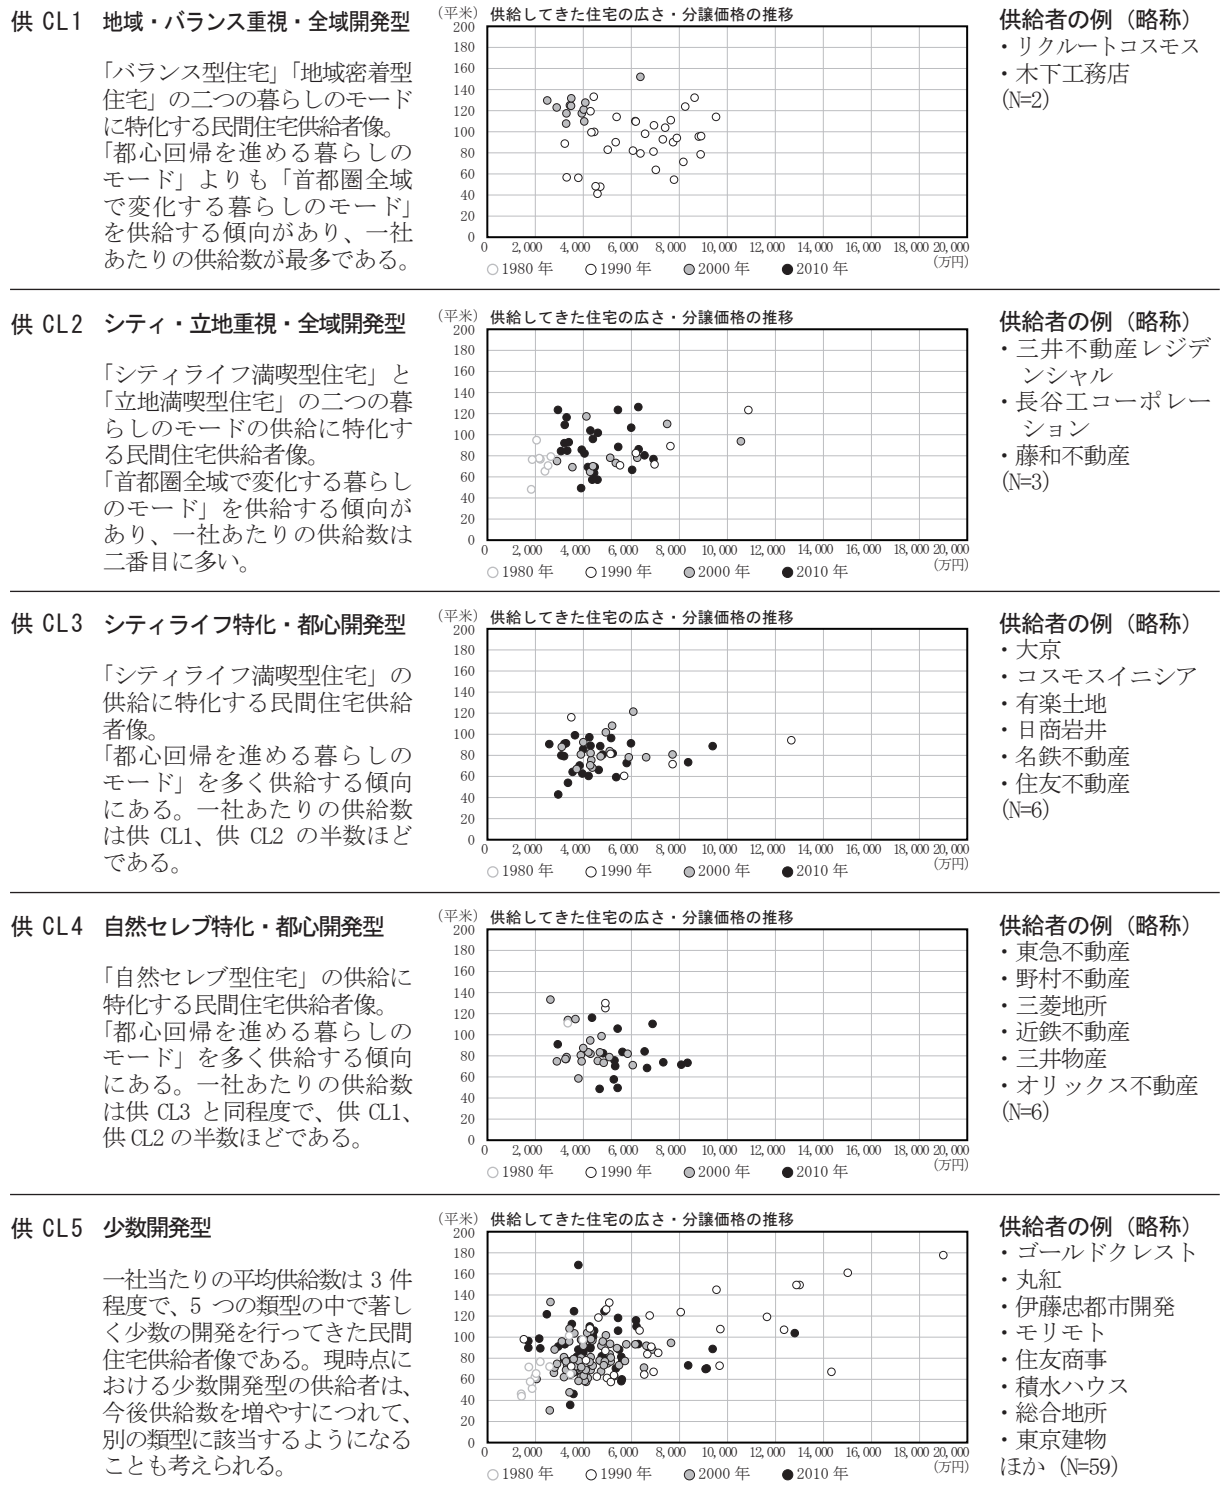 供 CL1 地域・バランス重視・全域開発型
「バランス型住宅」「地域密着型
住宅」の二つの暮らしのモード
に特化する民間住宅供給者像。
「都心回帰を進める暮らしの
モード」よりも「首都圏全域
で変化する暮らしのモード」
を供給する傾向があり、一社
あたりの供給数が最多である。
(平米) 供給してきた住宅の広さ・分譲価格の推移
200
180
160
140
120
100
80
60
40
20
0
0 2,000 4,000 6,000 8,000 10,000 12,000 14,000 16,000 18,000 20,000
(万円)
○1980 年 ○1990 年 ●2000 年 ●2010 年
供給者の例（略称）
・リクルートコスモス
・木下工務店
(N=2)
供 CL2 シティ・立地重視・全域開発型
「シティライフ満喫型住宅」と
「立地満喫型住宅」の二つの暮
らしのモードの供給に特化す
る民間住宅供給者像。
「首都圏全域で変化する暮らし
のモード」を供給する傾向が
あり、一社あたりの供給数は
二番目に多い。
(平米) 供給してきた住宅の広さ・分譲価格の推移
200
180
160
140
120
100
80
60
40
20
0
0 2,000 4,000 6,000 8,000 10,000 12,000 14,000 16,000 18,000 20,000
(万円)
○1980 年 ○1990 年 ●2000 年 ●2010 年
供給者の例（略称）
・三井不動産レジデ
ンシャル
・長谷工コーポレー
ション
・藤和不動産
(N=3)
供 CL3 シティライフ特化・都心開発型
「シティライフ満喫型住宅」の
供給に特化する民間住宅供給
者像。
「都心回帰を進める暮らしの
モード」を多く供給する傾向
にある。一社あたりの供給数
は供 CL1、供 CL2 の半数ほど
である。
(平米) 供給してきた住宅の広さ・分譲価格の推移
200
180
160
140
120
100
80
60
40
20
0
0 2,000 4,000 6,000 8,000 10,000 12,000 14,000 16,000 18,000 20,000
(万円)
○1980 年 ○1990 年 ●2000 年 ●2010 年
供給者の例（略称）
・大京
・コスモスイニシア
・有楽土地
・日商岩井
・名鉄不動産
・住友不動産
(N=6)
供 CL4 自然セレブ特化・都心開発型
「自然セレブ型住宅」の供給に
特化する民間住宅供給者像。
「都心回帰を進める暮らしの
モード」を多く供給する傾向
にある。一社あたりの供給数
は供 CL3 と同程度で、供 CL1、
供 CL2 の半数ほどである。
(平米) 供給してきた住宅の広さ・分譲価格の推移
200
180
160
140
120
100
80
60
40
20
0
0 2,000 4,000 6,000 8,000 10,000 12,000 14,000 16,000 18,000 20,000
(万円)
○1980 年 ○1990 年 ●2000 年 ●2010 年
供給者の例（略称）
・東急不動産
・野村不動産
・三菱地所
・近鉄不動産
・三井物産
・オリックス不動産
(N=6)
供 CL5 少数開発型
一社当たりの平均供給数は 3 件
程度で、5 つの類型の中で著し
く少数の開発を行ってきた民間
住宅供給者像である。現時点に
おける少数開発型の供給者は、
今後供給数を増やすにつれて、
別の類型に該当するようになる
ことも考えられる。
(平米) 供給してきた住宅の広さ・分譲価格の推移
200
180
160
140
120
100
80
60
40
20
0
0 2,000 4,000 6,000 8,000 10,000 12,000 14,000 16,000 18,000 20,000
(万円)
○1980 年 ○1990 年 ●2000 年 ●2010 年
供給者の例（略称）
・ゴールドクレスト
・丸紅
・伊藤忠都市開発
・モリモト
・住友商事
・積水ハウス
・総合地所
・東京建物
ほか (N=59)